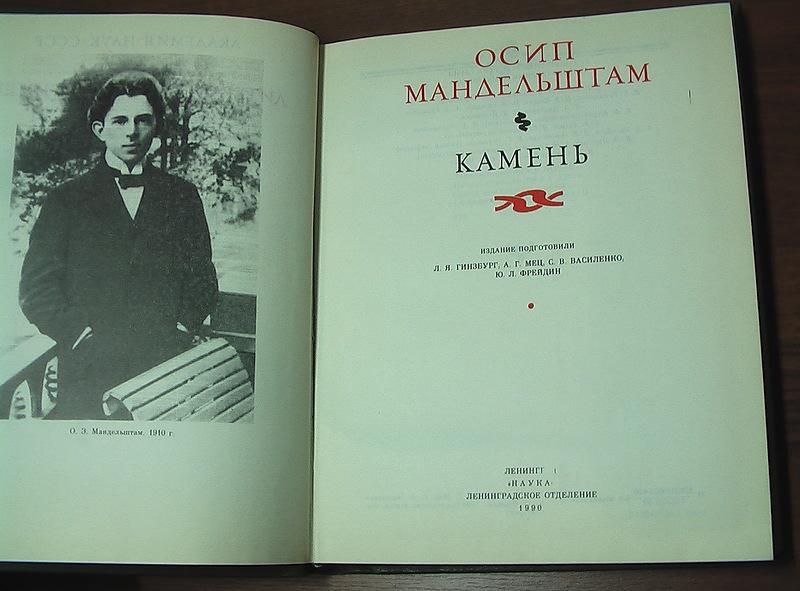 О. Э. Мандельштам. 1910 г.
ОСИП
МАНДЕЛЬШТАМ
КАМЕНЬ
ИЗДАНИЕ ПОДГОТОВИЛИ
Л. Я. ГИНЗБУРГ, А. Г. МЕЦ, С. В. ВАСИЛЕНКО,
Ю. Л. ФРЕЙДИН
«НАУКА»
ЛЕНИНГРАДСКОЕ ОТДЕЛЕНИЕ
1990